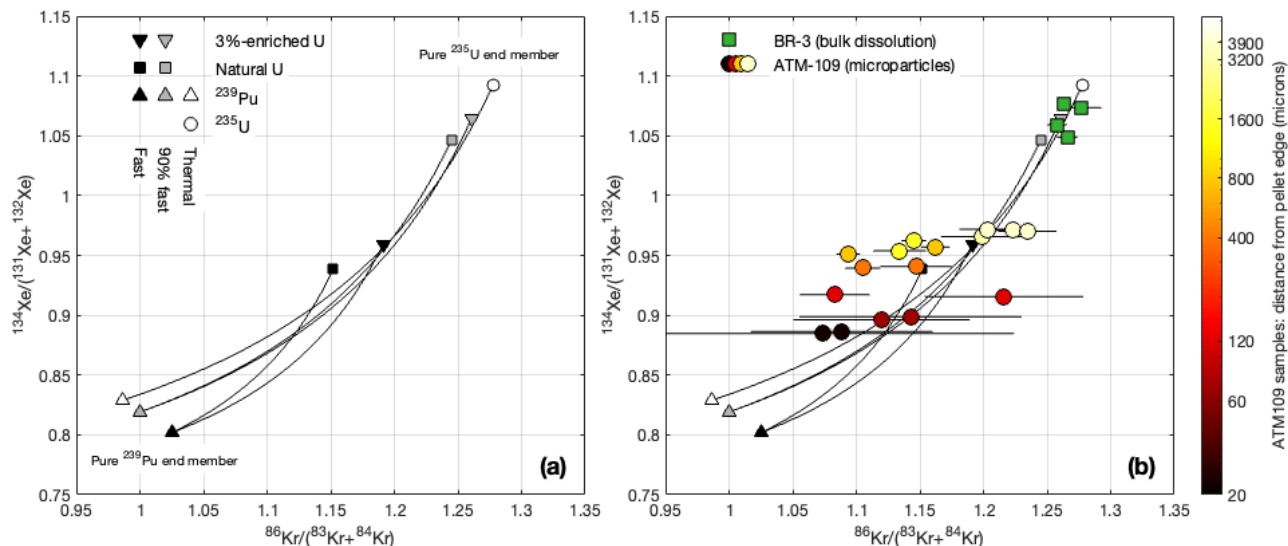 1.15
1.1
1.05
1
0.95
0.9
0.85
0.8
0.75
¹³⁴Xe/(¹³¹Xe+ ¹³²Xe)
3%-enriched U
Natural U
²³⁹Pu
²³⁵U
Thermal
90% fast
Fast
Pure ²³⁵U end member
Pure ²³⁹Pu end member
(a)
0.95 1 1.05 1.1 1.15 1.2 1.25 1.3 1.35
⁸⁶Kr/(⁸³Kr+ ⁸⁴Kr)
1.15
1.1
1.05
1
0.95
0.9
0.85
0.8
0.75
¹³⁴Xe/(¹³¹Xe+ ¹³²Xe)
BR-3 (bulk dissolution)
ATM-109 (microparticles)
(b)
0.95 1 1.05 1.1 1.15 1.2 1.25 1.3 1.35
⁸⁶Kr/(⁸³Kr+ ⁸⁴Kr)
3900
3200
1600
800
400
120
60
20
ATM109 samples: distance from pellet edge (microns)